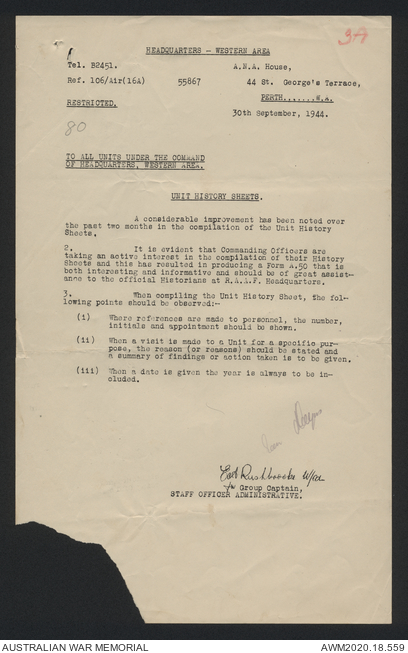 HEADQUARTERS - WESTERN AREA
3A
Tel. B2451.
A.N.A. House,
Ref. 106/Air(16A) 55867
44 St. George's Terrace,
RESTRICTED.
PERTH.......W.A.
30th September, 1944.
80
TO ALL UNITS UNDER THE COMMAND
OF HEADQUARTERS, WESTERN AREA.
UNIT HISTORY SHEETS.
A considerable improvement has been noted over
the past two months in the compilation of the Unit History
Sheets.
2. It is evident that Commanding Officers are
taking an active interest in the compilation of their History
Sheets and this has resulted in producing a Form A.50 that is
both interesting and informative and should be of great assist-
ance to the official Historians at R.A.A.F. Headquarters.
3. When compiling the Unit History Sheet, the fol-
lowing points should be observed:-
(i) Where references are made to personnel, the number,
initials and appointment should be shown.
(ii) When a visit is made to a Unit for a specific pur-
pose, the reason (or reasons) should be stated and
a summary of findings or action taken is to be given.
(iii) When a date is given the year is always to be in-
cluded.
Rushbrooke
for Group Captain,
STAFF OFFICER ADMINISTRATIVE.
AUSTRALIAN WAR MEMORIAL
AWM2020.18.559